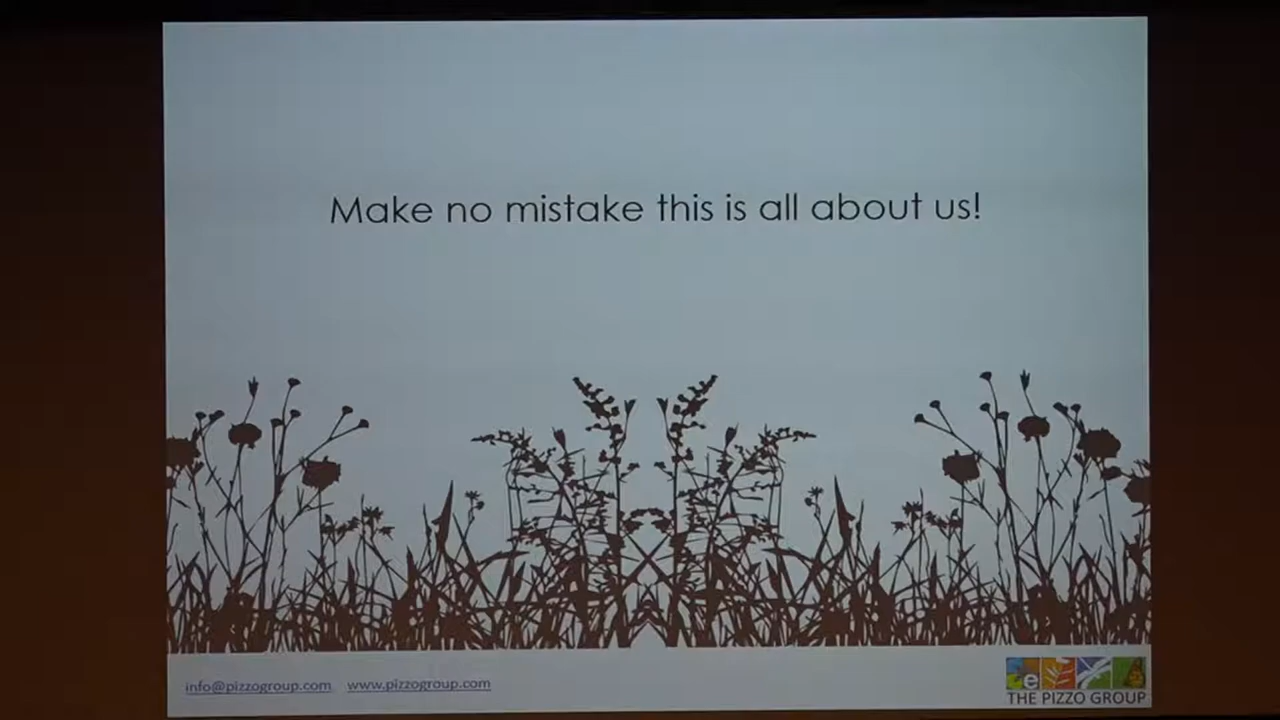 Make no mistake this is all about us!
info@pizzogroup.com www.pizzogroup.com
e
THE PIZZO GROUP